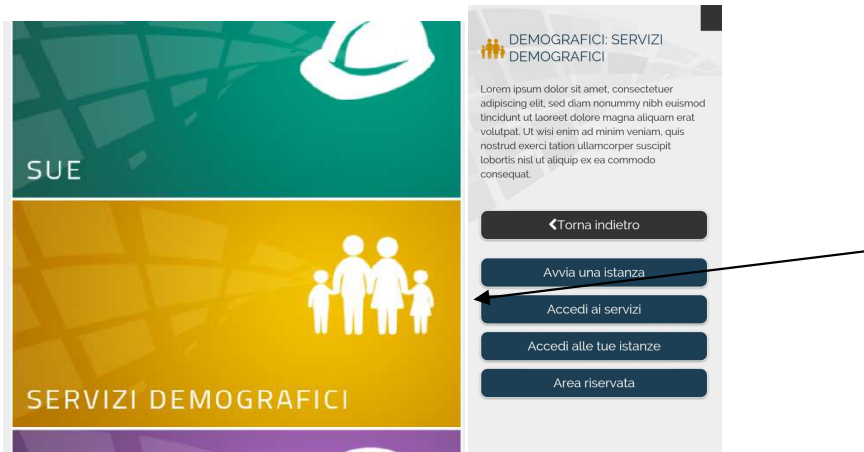 SUE
SERVIZI DEMOGRAFICI
DEMOGRAFICI: SERVIZI
DEMOGRAFICI
Lorem ipsum dolor sit amet, consectetuer
adipiscing elit, sed diam nonummy nibh euismod
tincidunt ut laoreet dolore magna aliquam erat
volutpat. Ut wisi enim ad minim veniam, quis
nostrud exerci tation ullamcorper suscipit
lobortis nisl ut aliquip ex ea commodo
consequat.
Torna indietro
Avvia una istanza
Accedi ai servizi
Accedi alle tue istanze
Area riservata